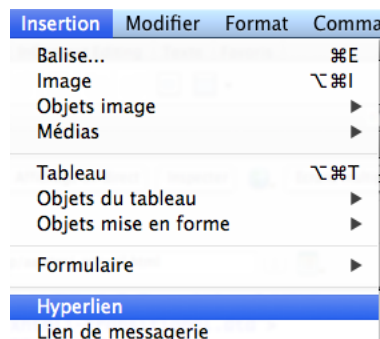 Insertion Modifier Format Comma
Balise... ⌘E
Image ⌥⌘I
Objets image ▶
Médias ▶
Tableau ⌥⌘T
Objets du tableau ▶
Objets mise en forme ▶
Formulaire ▶
Hyperlien
Lien de messagerie